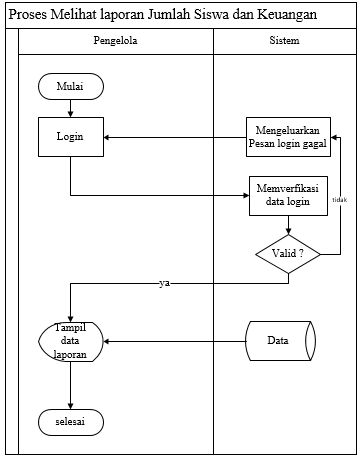 Proses Melihat laporan Jumlah Siswa dan Keuangan
Pengelola
Sistem
Mulai
Login
Mengeluarkan
Pesan login gagal
Memverfikasi
data login
tidak
Valid ?
ya
Tampil
data
laporan
Data
selesai